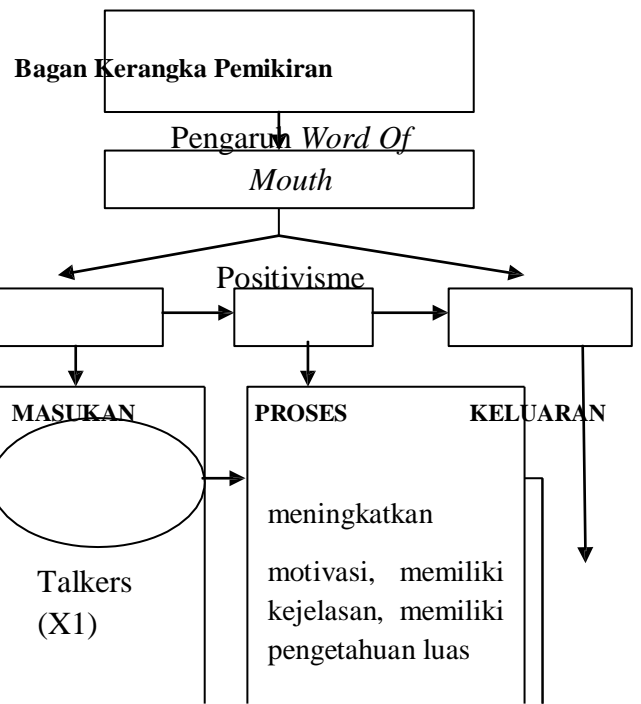 Bagan Kerangka Pemikiran
Pengaruh Word Of
Mouth
Positivisme
MASUKAN PROSES KELUARAN
meningkatkan
motivasi, memiliki
kejelasan, memiliki
pengetahuan luas
Talkers
(X1)